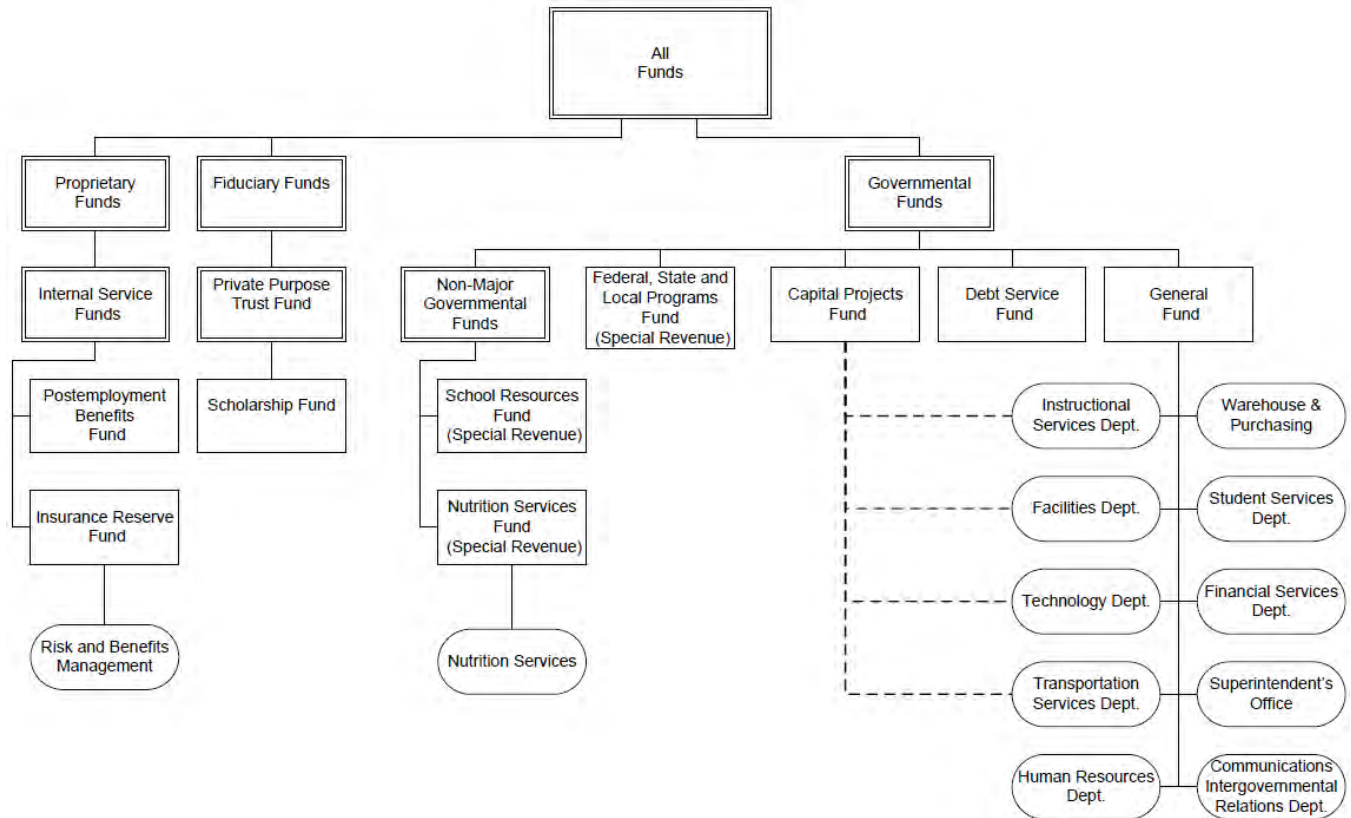 All
Funds
Proprietary
Funds
Fiduciary Funds
Governmental
Funds
Internal Service
Funds
Private Purpose
Trust Fund
Non-Major
Governmental
Funds
Federal, State and
Local Programs
Fund
(Special Revenue)
Capital Projects
Fund
Debt Service
Fund
General
Fund
Postemployment
Benefits
Fund
Scholarship Fund
School Resources
Fund
(Special Revenue)
Instructional
Services Dept.
Warehouse &
Purchasing
Insurance Reserve
Fund
Nutrition Services
Fund
(Special Revenue)
Facilities Dept.
Student Services
Dept.
Technology Dept.
Financial Services
Dept.
Risk and Benefits
Management
Nutrition Services
Transportation
Services Dept.
Superintendent's
Office
Human Resources
Dept.
Communications
Intergovernmental
Relations Dept.